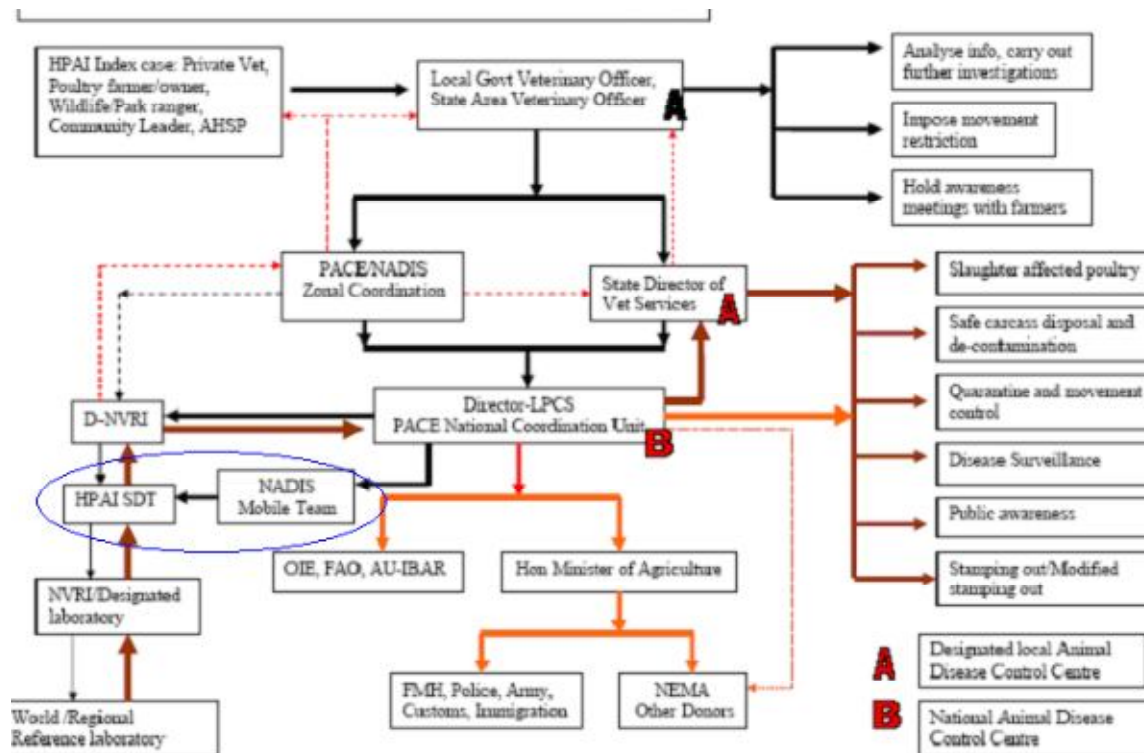 HPAI Index case: Private Vet,
Poultry farmer/owner,
Wildlife/Park ranger,
Community Leader, AHSP
Local Govt Veterinary Officer,
State Area Veterinary Officer
A
Analyse info, carry out
further investigations
Impose movement
restriction
Hold awareness
meetings with farmers
PACE/NADIS
Zonal Coordination
State Director of
Vet Services
A
Slaughter affected poultry
Safe carcass disposal and
de-contamination
Quarantine and movement
control
Disease Surveillance
Public awareness
Stamping out/Modified
stamping out
D-NVRI
Director-LPCS
PACE National Coordination Unit
B
HPAI SDT
NADIS
Mobile Team
OIE, FAO, AU-IBAR
Hon Minister of Agriculture
NVRI/Designated
laboratory
FMH, Police, Army,
Customs, Immigration
NEMA
Other Donors
World /Regional
Reference laboratory
A
Designated local Animal
Disease Control Centre
B
National Animal Disease
Control Centre